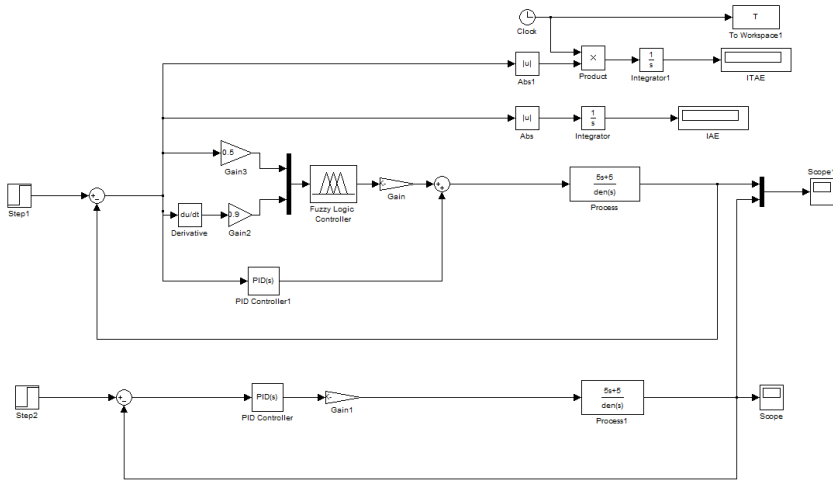 T
Clock
To Workspace1
|u|
×
1
s
Abs1
Product
Integrator1
ITAE
|u|
1
s
Abs
Integrator
IAE
0.5
Gain3
Scope1
5s+5
den(s)
Step1
Fuzzy Logic
Controller
Gain
Process
du/dt
0.9
Derivative
Gain2
PID(s)
PID Controller1
5s+5
den(s)
PID(s)
Step2
PID Controller
Gain1
Process1
Scope